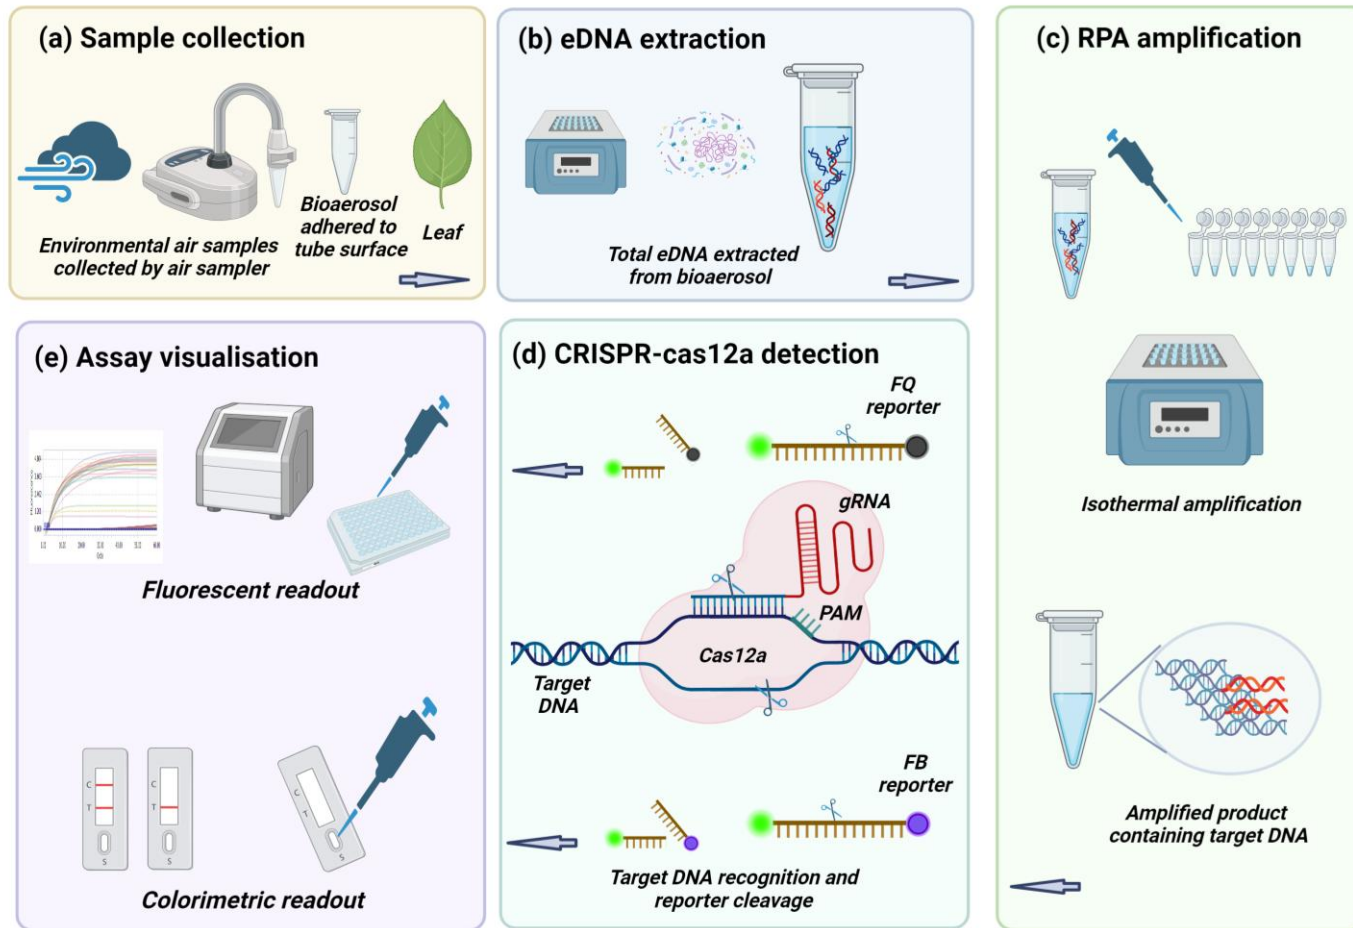 (a) Sample collection
Environmental air samples
collected by air sampler
Bioaerosol
adhered to
tube surface
Leaf
(b) eDNA extraction
Total eDNA extracted
from bioaerosol
(c) RPA amplification
Isothermal amplification
Amplified product
containing target DNA
(d) CRISPR-cas12a detection
FQ
reporter
gRNA
PAM
Cas12a
Target
DNA
FB
reporter
Target DNA recognition and
reporter cleavage
(e) Assay visualisation
Fluorescent readout
C
T
S
C
T
S
C
T
S
Colorimetric readout